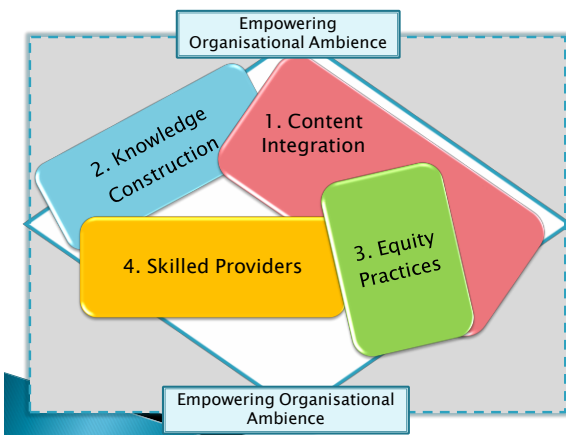 Empowering
Organisational Ambience
1. Content
Integration
2. Knowledge
Construction
3. Equity
Practices
4. Skilled Providers
Empowering Organisational
Ambience